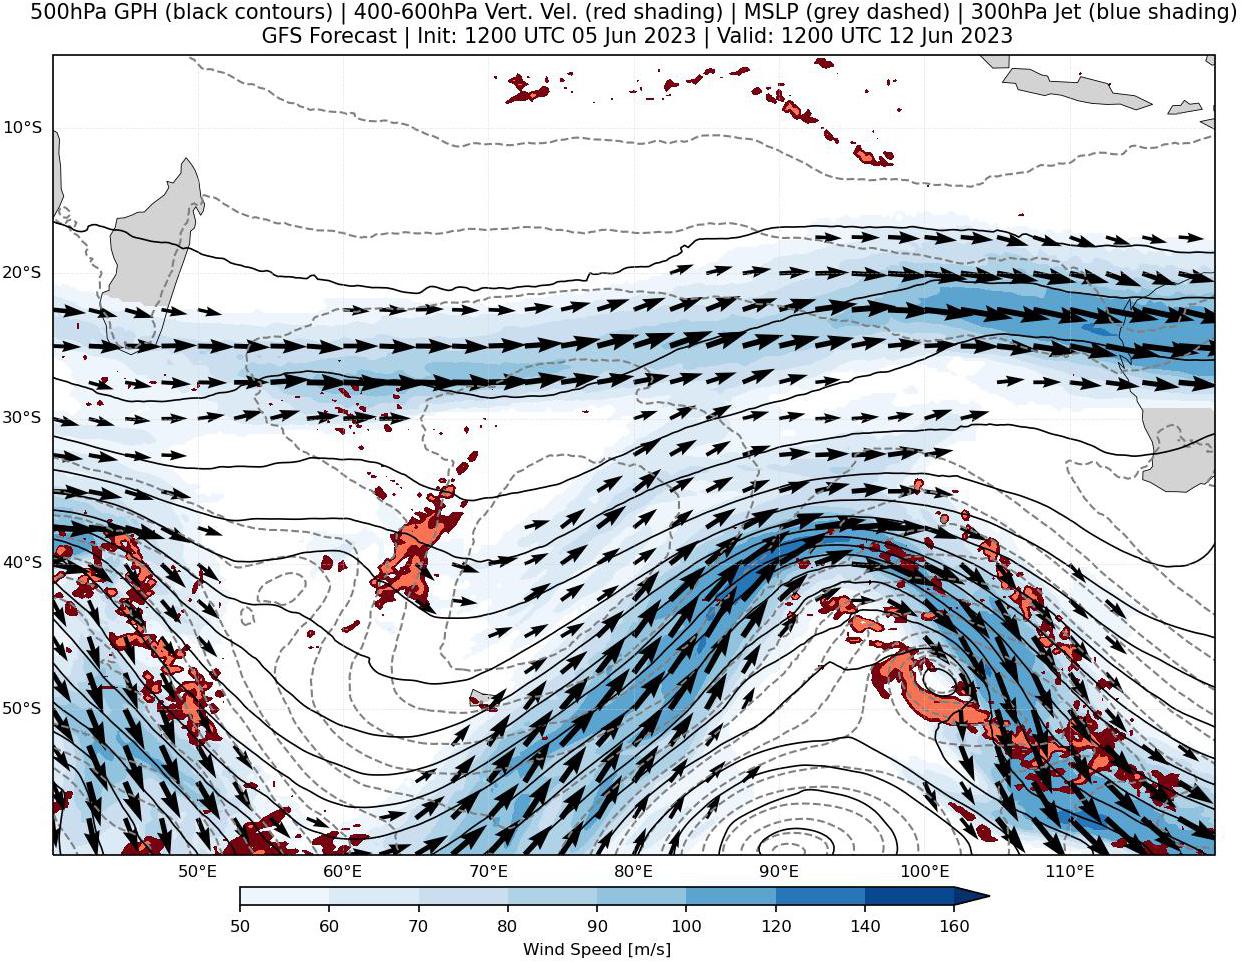 500hPa GPH (black contours) | 400-600hPa Vert. Vel. (red shading) | MSLP (grey dashed) | 300hPa Jet (blue shading)
GFS Forecast | Init: 1200 UTC 05 Jun 2023 | Valid: 1200 UTC 12 Jun 2023
10°S
20°S
30°S
40°S
50°S
50°E 60°E 70°E 80°E 90°E 100°E 110°E
50 60 70 80 90 100 120 140 160
Wind Speed [m/s]